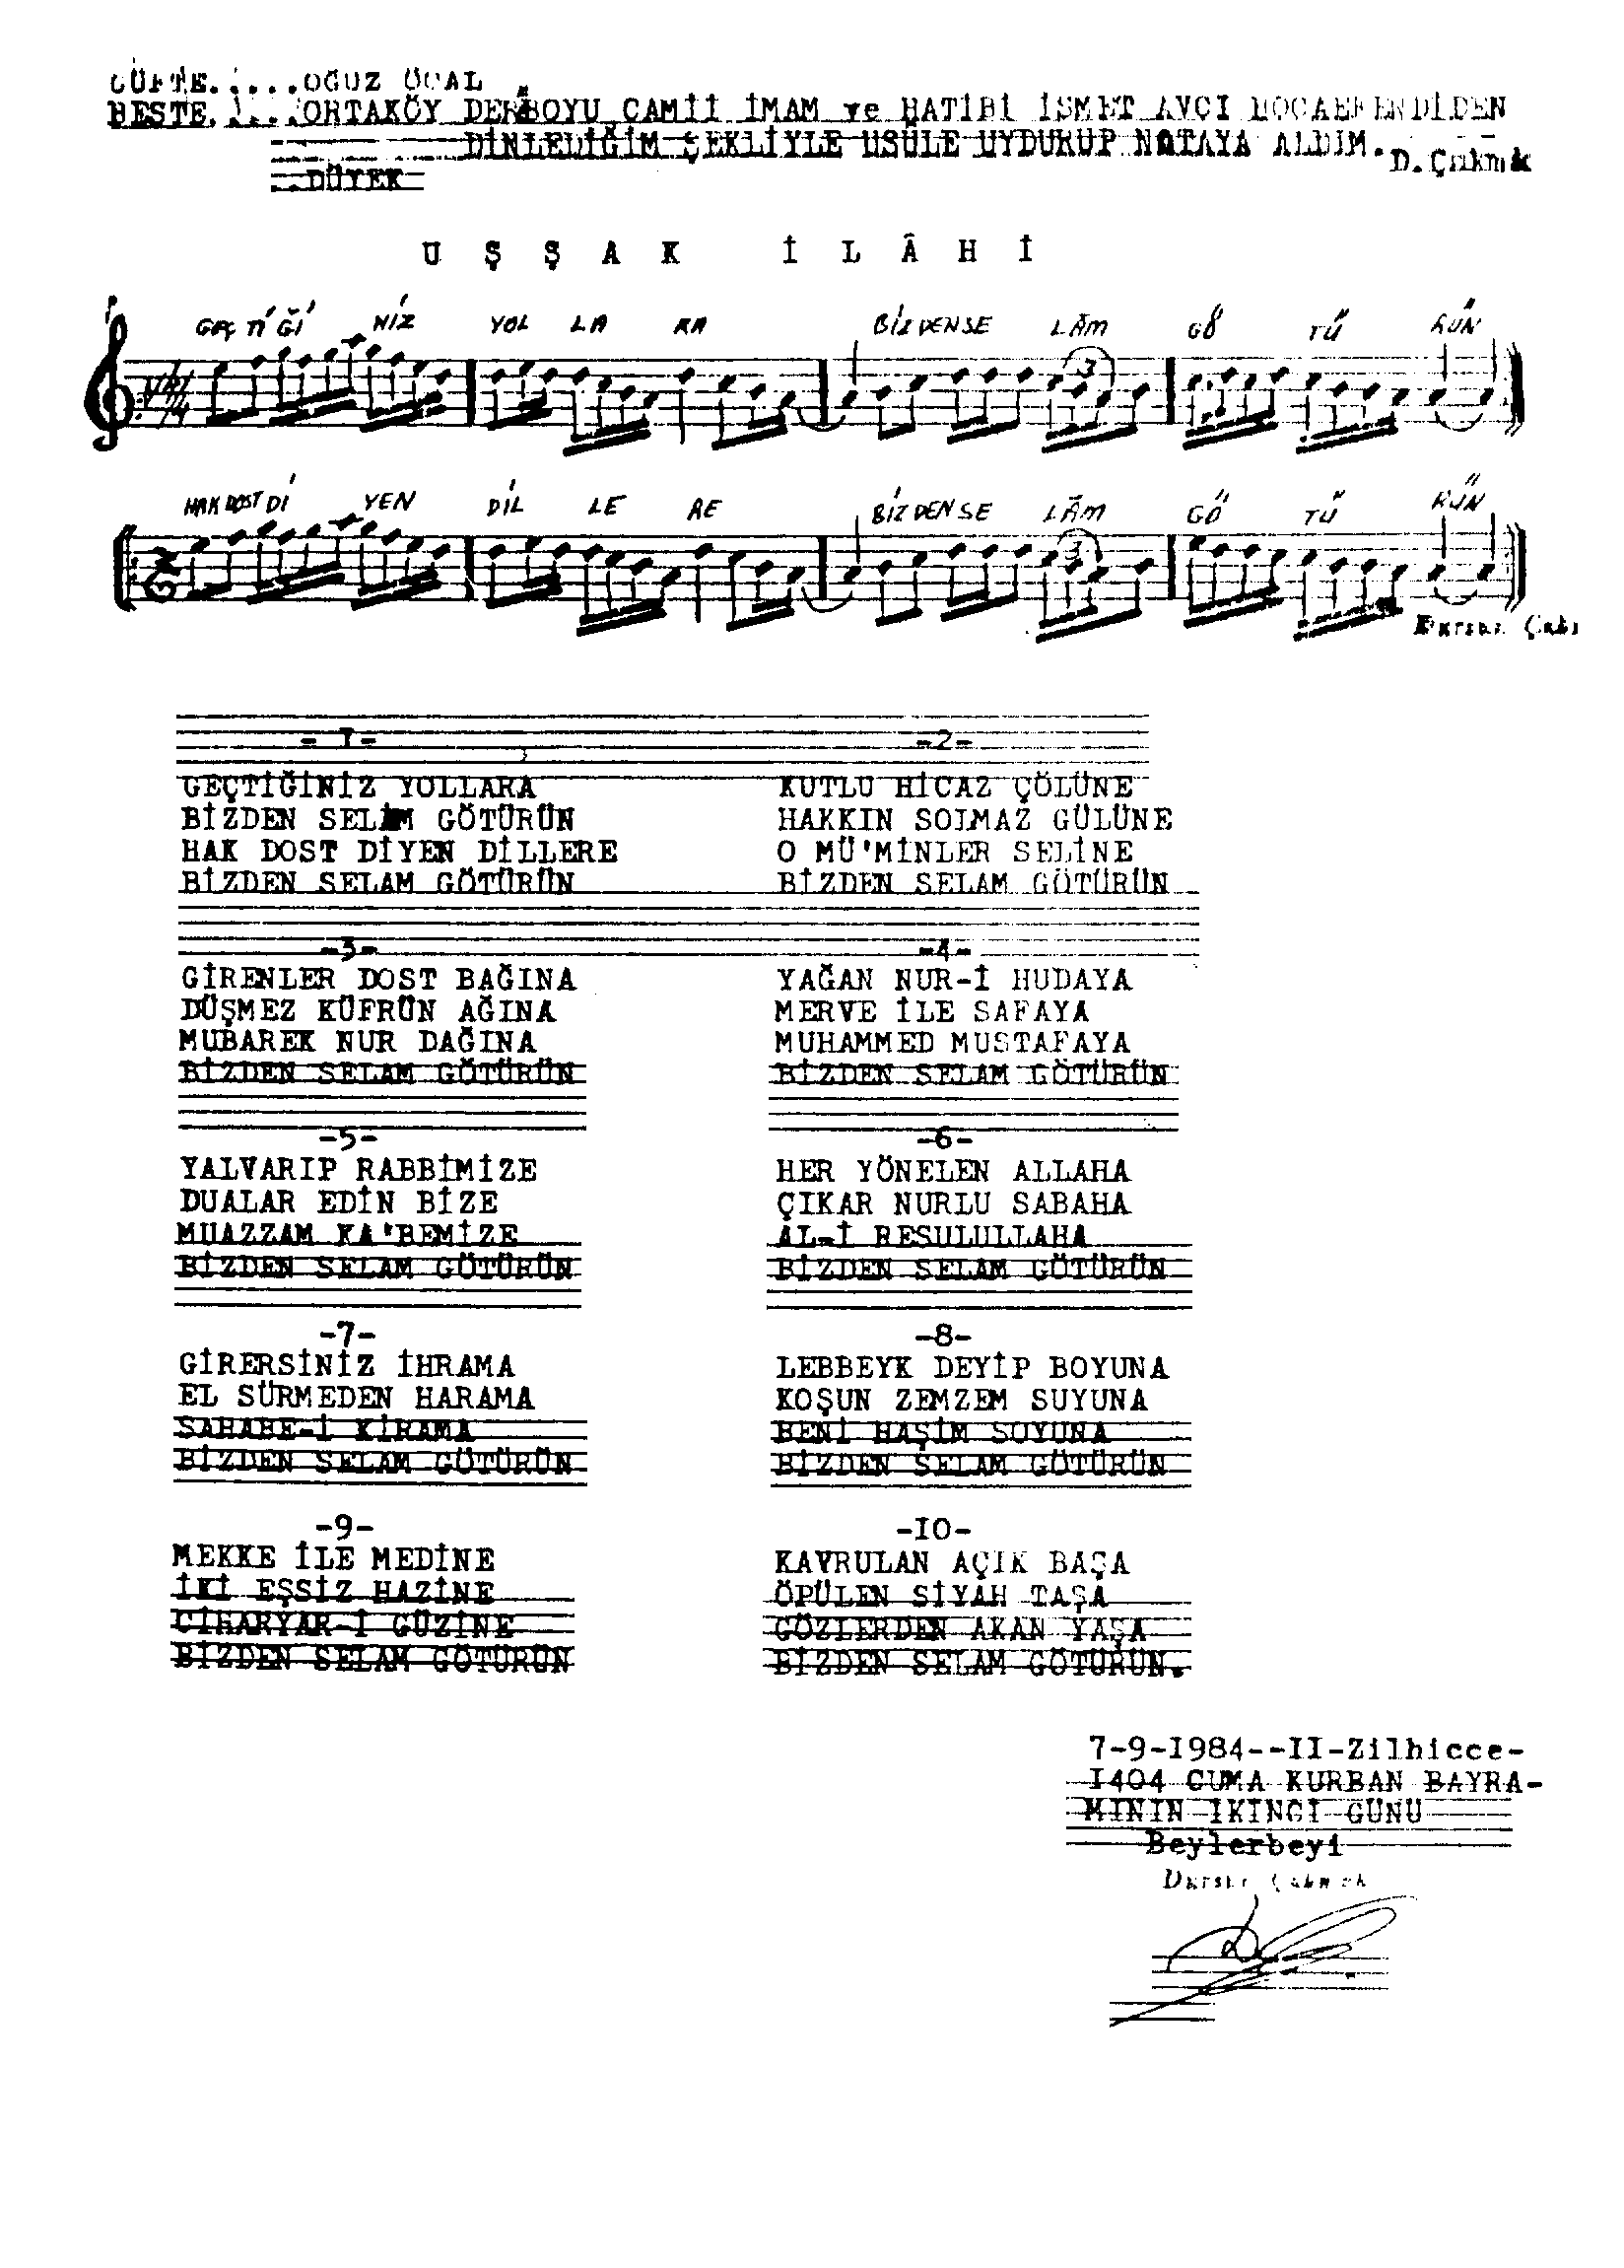 GÜFTE.....OĞUZ ÖCAL
BESTE.....ORTAKÖY DEREBOYU CAMİİ İMAM ve HATİBİ İSMET AVCI HOCAEFENDİDEN
DİNLEDİĞİM ŞEKLİYLE USÛLE UYDURUP NOTAYA ALDIM.
D. Çakmak
DÜYEK
UŞŞAK İLÂHİ
GEÇ Tİ Ğİ NİZ YOL LA RA BİZ DEN SE LÂM GÖ TÜ RÜN
3
HAK DOST Dİ YEN DİL LE RE BİZ DEN SE LÂM GÖ TÜ RÜN
3
-1- -2-
GEÇTİĞİNİZ YOLLARA KUTLU HİCAZ ÇÖLÜNE
BİZDEN SELAM GÖTÜRÜN HAKKIN SOLMAZ GÜLÜNE
HAK DOST DİYEN DİLLERE O MÜ'MİNLER SELİNE
BİZDEN SELAM GÖTÜRÜN BİZDEN SELAM GÖTÜRÜN
-3- -4-
GİRENLER DOST BAĞINA YAĞAN NUR-İ HUDAYA
DÜŞMEZ KÜFRÜN AĞINA MERVE İLE SAFAYA
MUBAREK NUR DAĞINA MUHAMMED MUSTAFAYA
BİZDEN SELAM GÖTÜRÜN BİZDEN SELAM GÖTÜRÜN
-5- -6-
YALVARIP RABBİMİZE HER YÖNELEN ALLAHA
DUALAR EDİN BİZE ÇIKAR NURLU SABAHA
MUAZZAM KA'BEMİZE AL-İ RESULULLAHA
BİZDEN SELAM GÖTÜRÜN BİZDEN SELAM GÖTÜRÜN
-7- -8-
GİRERSİNİZ İHRAMA LEBBEYK DEYİP BOYUNA
EL SÜRMEDEN HARAMA KOŞUN ZEMZEM SUYUNA
SAHABE-İ KİRAMA BENİ HAŞİM SOYUNA
BİZDEN SELAM GÖTÜRÜN BİZDEN SELAM GÖTÜRÜN
-9- -IO-
MEKKE İLE MEDİNE KAVRULAN AÇIK BAŞA
İKİ EŞSİZ HAZİNE ÖPÜLEN SİYAH TAŞA
CİHARYAR-İ GÜZİNE GÖZLERDEN AKAN YAŞA
BİZDEN SELAM GÖTÜRÜN BİZDEN SELAM GÖTÜRÜN.
7-9-I984--II-Zilhicce-
I404 CUMA KURBAN BAYRA-
MININ İKİNCİ GÜNÜ
Beylerbeyi
Dursun Çakmak